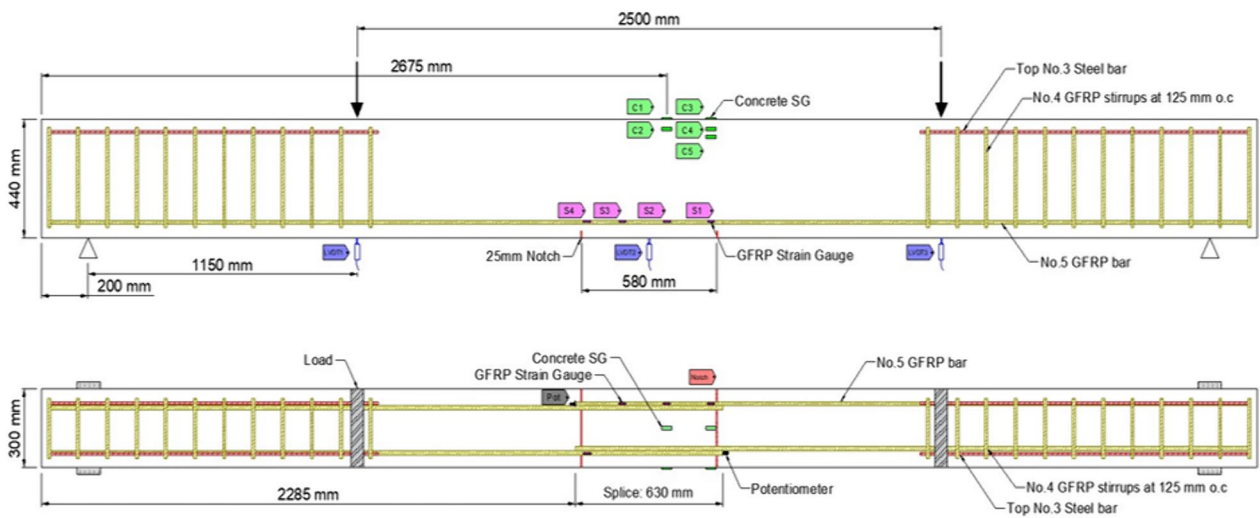 2500 mm
2675 mm
Top No.3 Steel bar
No.4 GFRP stirrups at 125 mm o.c
C1
C3
Concrete SG
C2
C4
C5
440 mm
S4
S3
S2
S1
LVDT1
LVDT2
LVDT3
25mm Notch
GFRP Strain Gauge
No.5 GFRP bar
1150 mm
580 mm
200 mm
Load
Concrete SG
GFRP Strain Gauge
Notch
No.5 GFRP bar
Pot
300 mm
2285 mm
Splice: 630 mm
Potentiometer
No.4 GFRP stirrups at 125 mm o.c
Top No.3 Steel bar